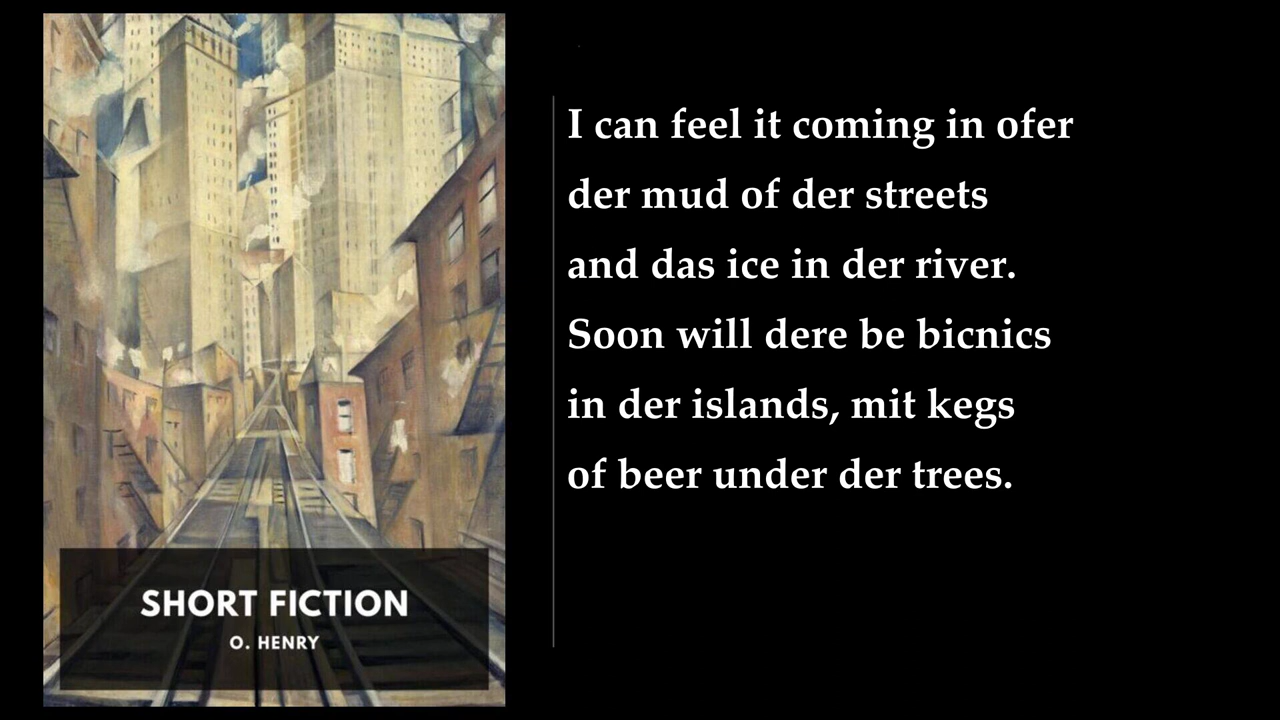 SHORT FICTION
O. HENRY
I can feel it coming in ofer
der mud of der streets
and das ice in der river.
Soon will dere be bicnics
in der islands, mit kegs
of beer under der trees.